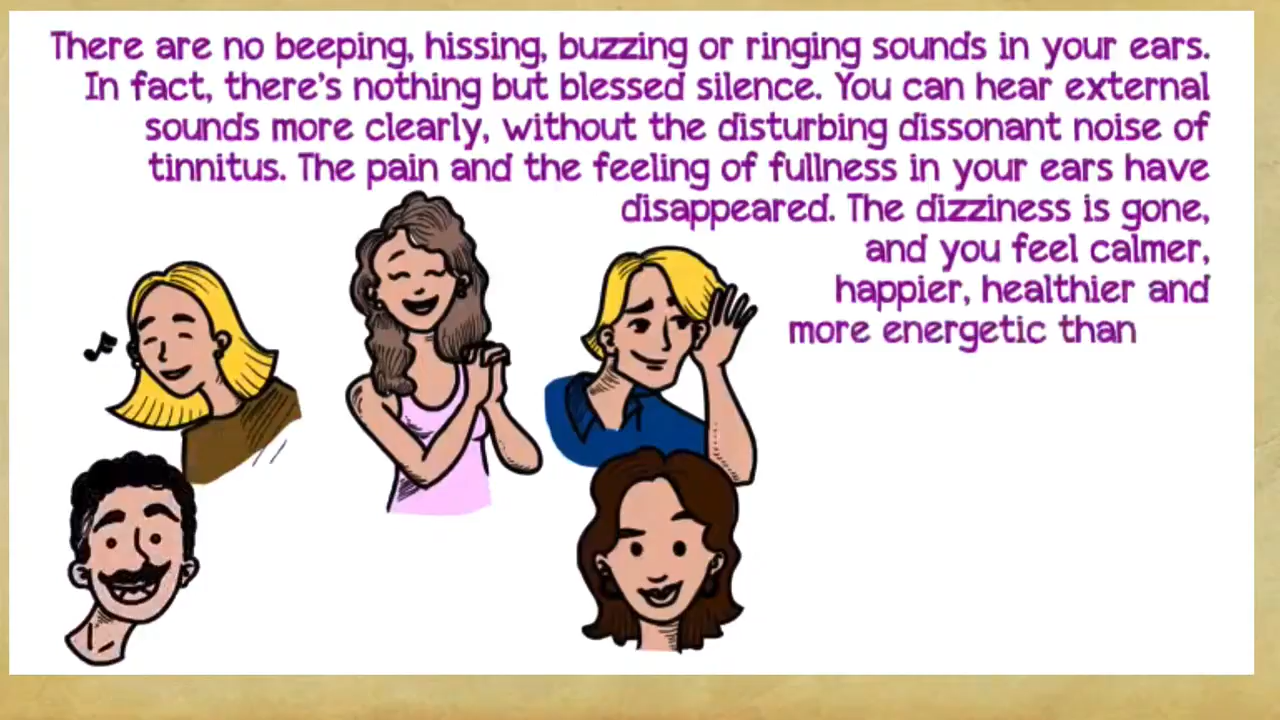 There are no beeping, hissing, buzzing or ringing sounds in your ears.
In fact, there's nothing but blessed silence. You can hear external
sounds more clearly, without the disturbing dissonant noise of
tinnitus. The pain and the feeling of fullness in your ears have
disappeared. The dizziness is gone,
and you feel calmer,
happier, healthier and
more energetic than